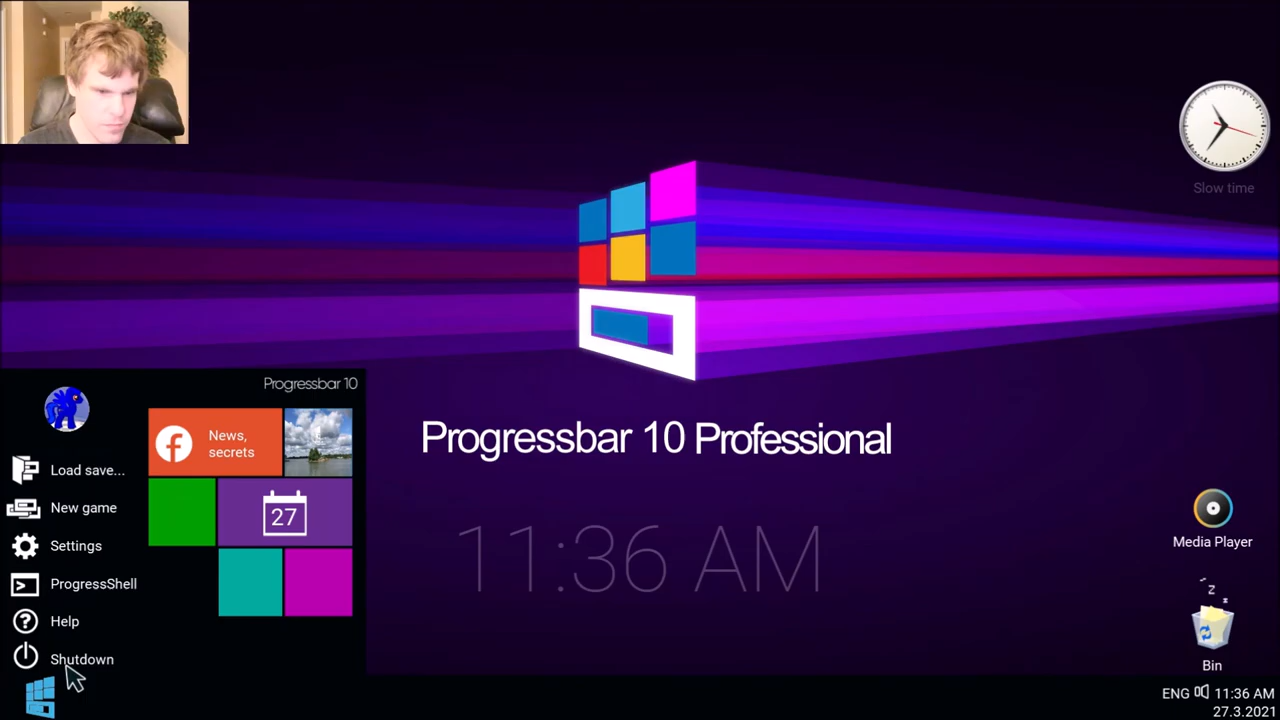 Slow time
Progressbar 10
News,
secrets
27
Load save...
New game
Settings
ProgressShell
Help
Shutdown
Progressbar 10 Professional
11:36 AM
Media Player
z
z
Bin
ENG 11:36 AM
27.3.2021